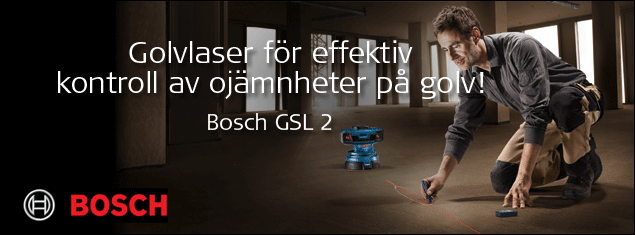 Golvlaser för effektiv
kontroll av ojämnheter på golv!
Bosch GSL 2
BOSCH